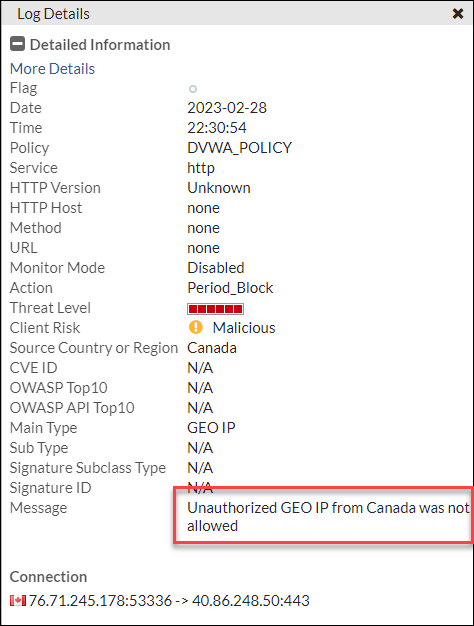 Log Details
Detailed Information
More Details
Flag
Date 2023-02-28
Time 22:30:54
Policy DVWA_POLICY
Service http
HTTP Version Unknown
HTTP Host none
Method none
URL none
Monitor Mode Disabled
Action Period_Block
Threat Level
Client Risk Malicious
Source Country or Region Canada
CVE ID N/A
OWASP Top10 N/A
OWASP API Top10 N/A
Main Type GEO IP
Sub Type N/A
Signature Subclass Type N/A
Signature ID N/A
Message Unauthorized GEO IP from Canada was not
allowed
Connection
76.71.245.178:53336 -> 40.86.248.50:443